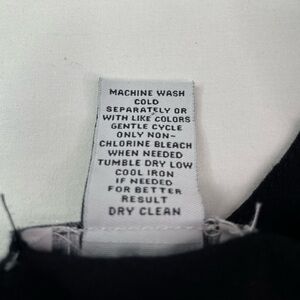 MACHINE WASH
COLD
SEPARATELY OR
WITH LIKE COLORS
GENTLE CYCLE
ONLY NON-
CHLORINE BLEACH
WHEN NEEDED
TUMBLE DRY LOW
COOL IRON
IF NEEDED
FOR BETTER
RESULT
DRY CLEAN